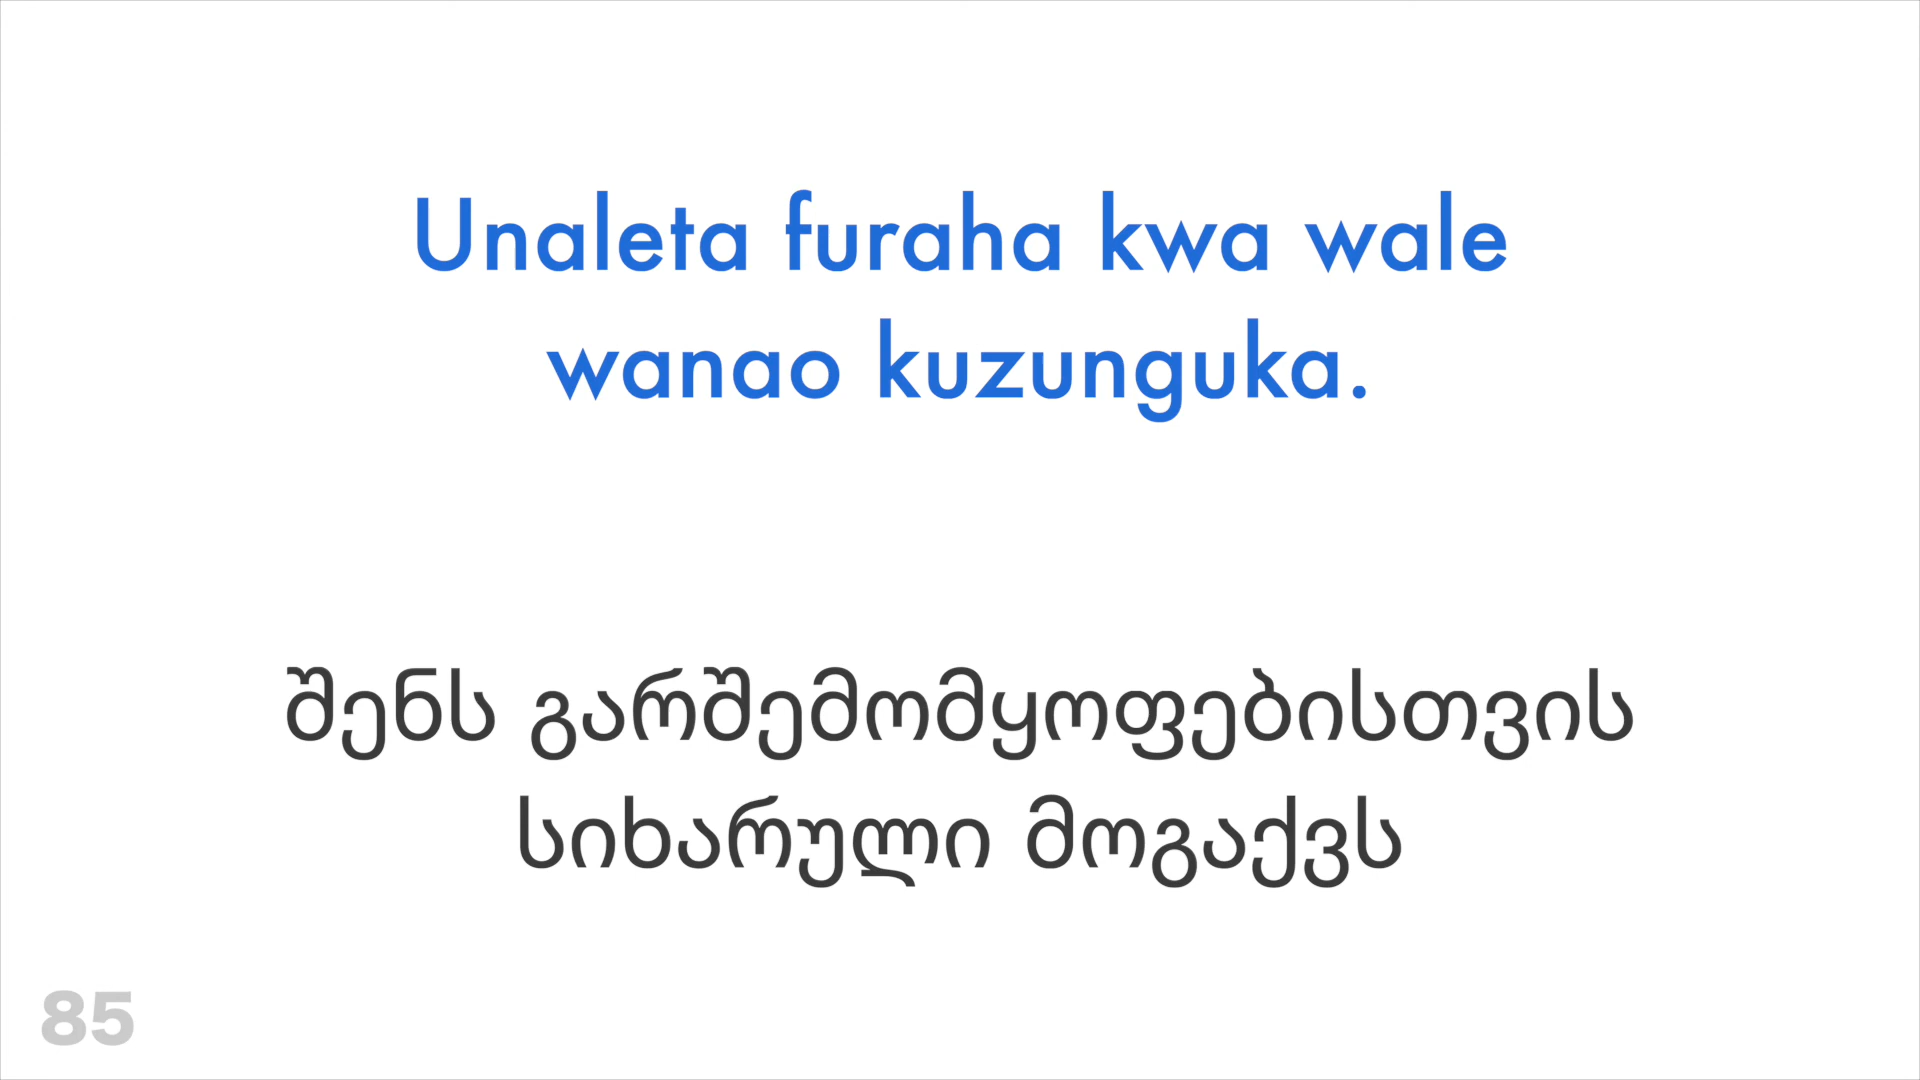 Unaleta furaha kwa wale
wanao kuzunguka.
შენს გარშემომყოფებისთვის
სიხარული მოგაქვს
85